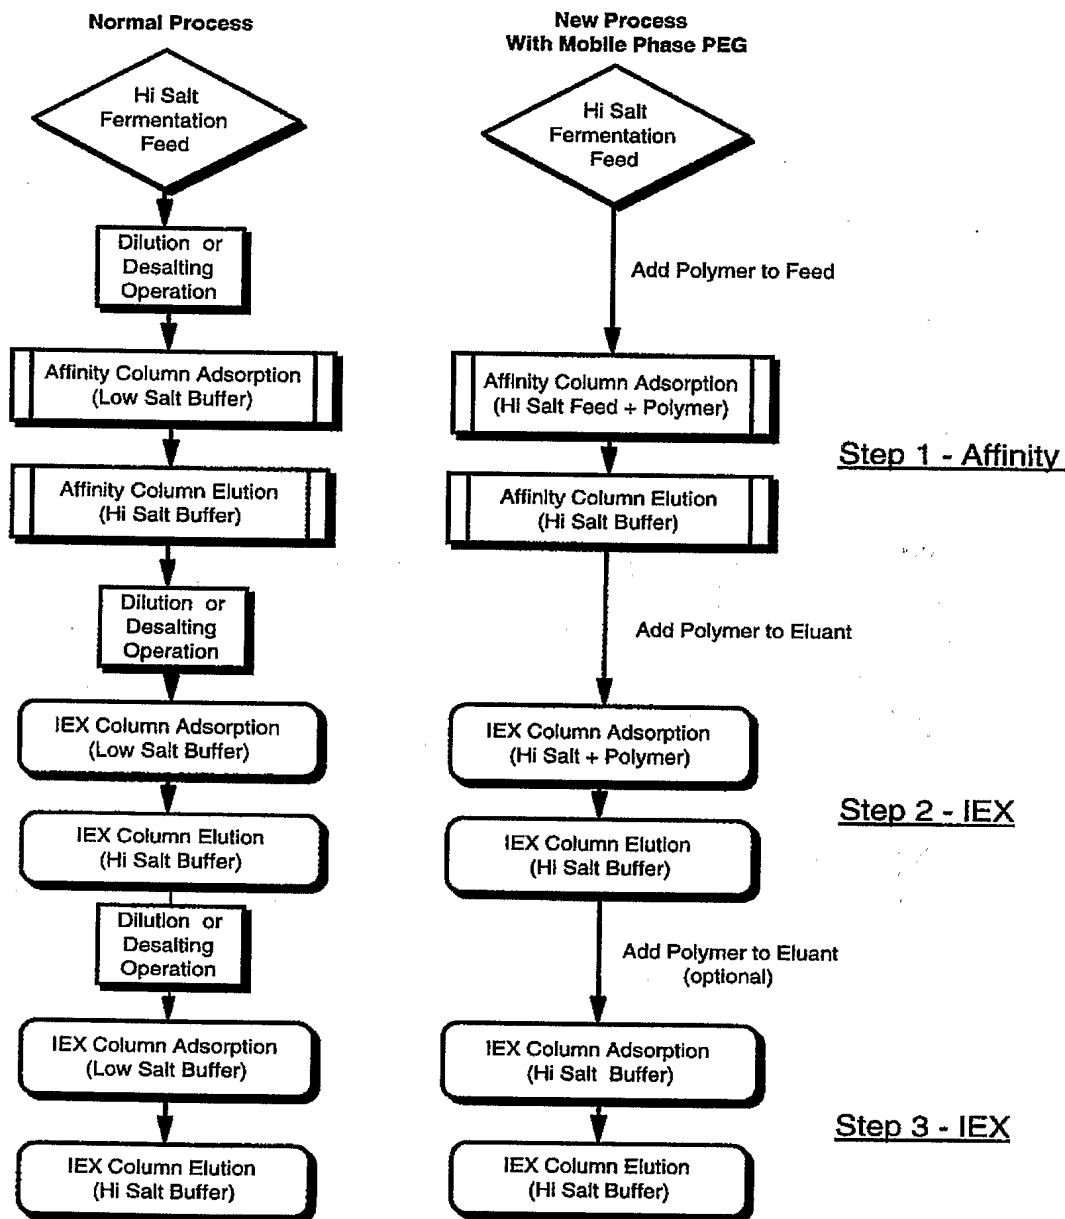 Normal Process
Hi Salt
Fermentation
Feed
Dilution or
Desalting
Operation
Affinity Column Adsorption
(Low Salt Buffer)
Affinity Column Elution
(Hi Salt Buffer)
Dilution or
Desalting
Operation
IEX Column Adsorption
(Low Salt Buffer)
IEX Column Elution
(Hi Salt Buffer)
Dilution or
Desalting
Operation
IEX Column Adsorption
(Low Salt Buffer)
IEX Column Elution
(Hi Salt Buffer)
New Process
With Mobile Phase PEG
Hi Salt
Fermentation
Feed
Add Polymer to Feed
Affinity Column Adsorption
(Hi Salt Feed + Polymer)
Affinity Column Elution
(Hi Salt Buffer)
Add Polymer to Eluant
IEX Column Adsorption
(Hi Salt + Polymer)
IEX Column Elution
(Hi Salt Buffer)
Add Polymer to Eluant
(optional)
IEX Column Adsorption
(Hi Salt Buffer)
IEX Column Elution
(Hi Salt Buffer)
Step 1 - Affinity
Step 2 - IEX
Step 3 - IEX